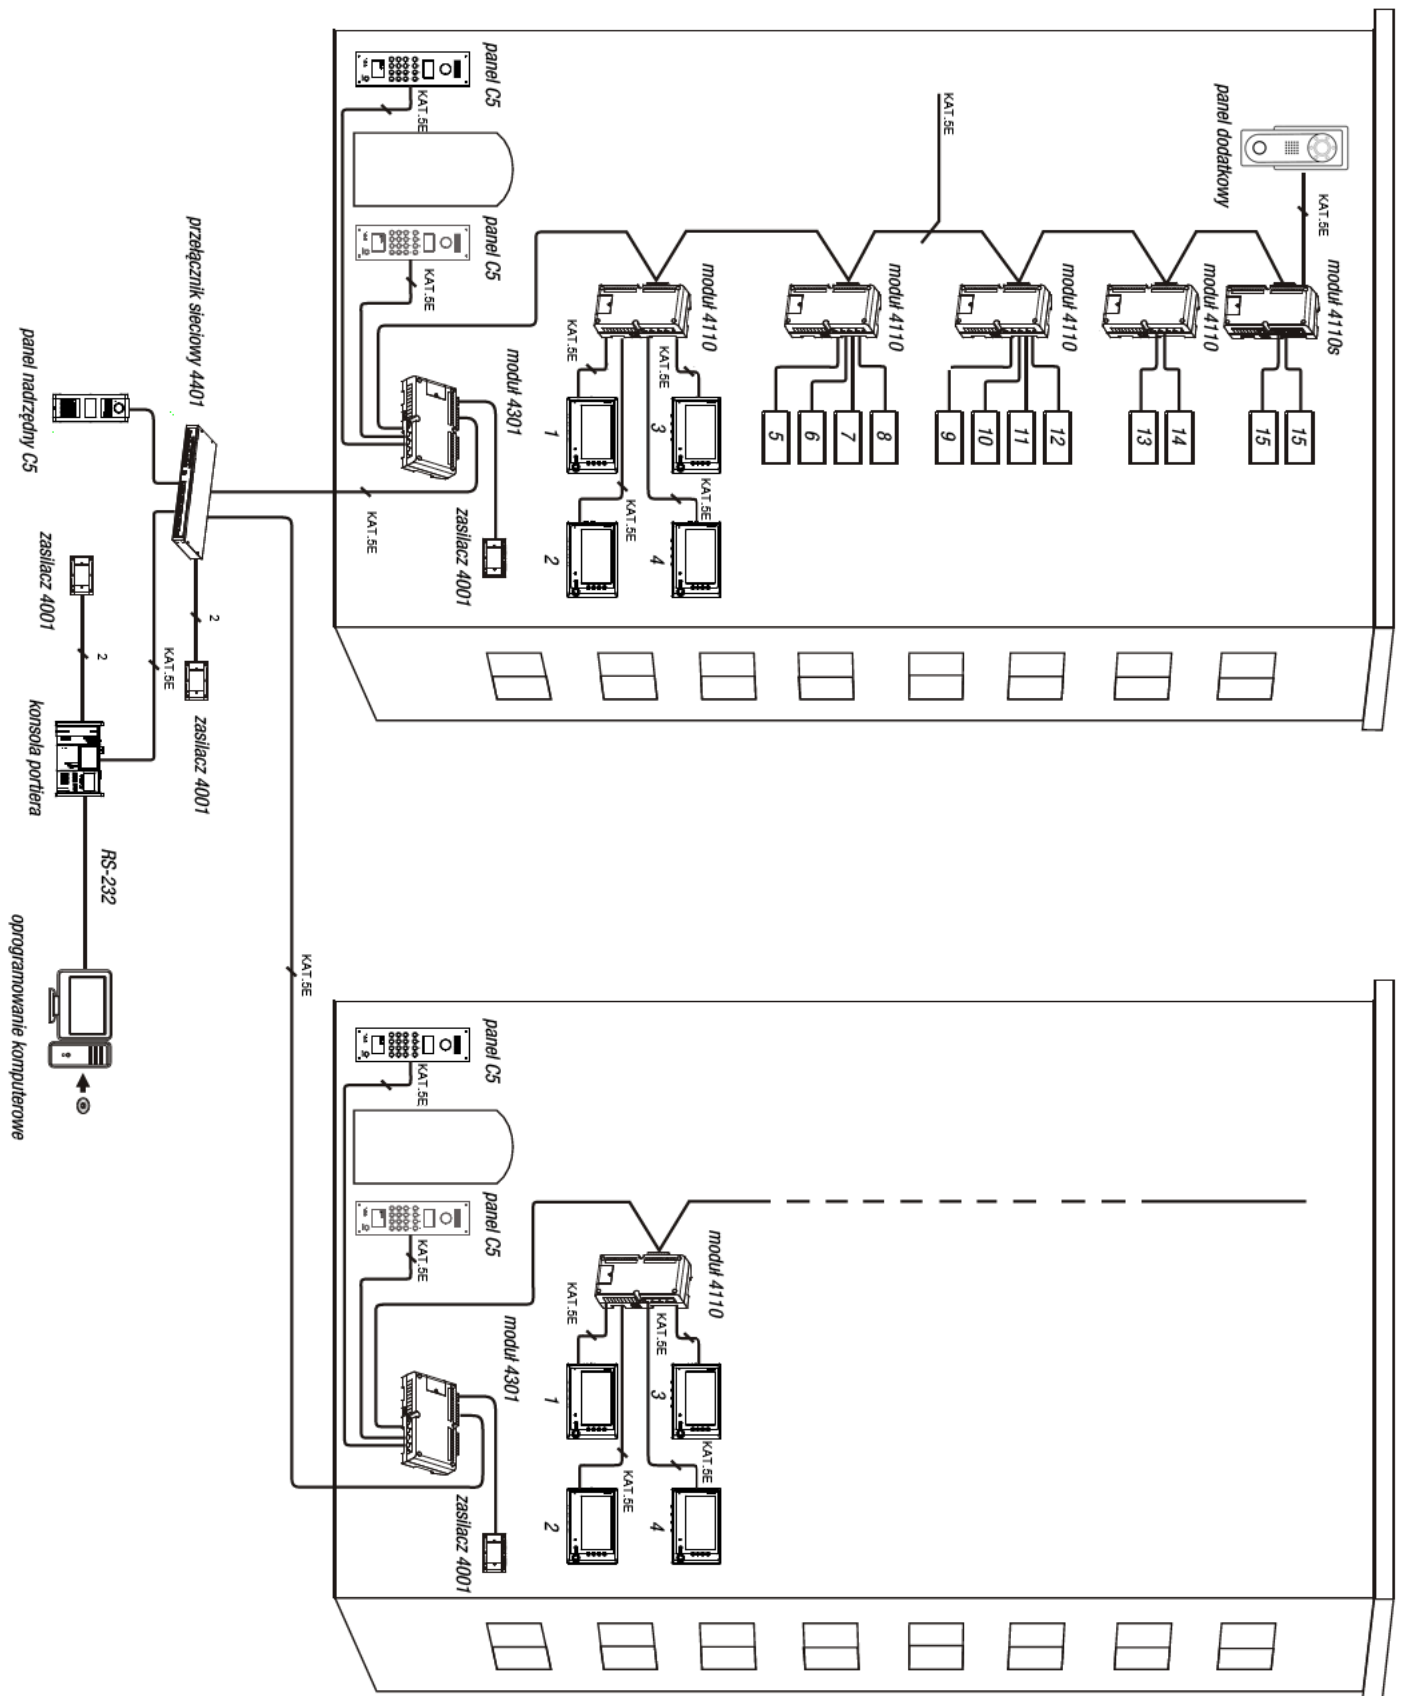 moduł 4110s
KAT.5E
panel dodatkowy
15
15
moduł 4110
14
13
moduł 4110
12
11
10
9
KAT.5E
moduł 4110
8
7
6
5
moduł 4110
KAT.5E
3
KAT.5E
4
KAT.5E
1
KAT.5E
2
panel C5
KAT.5E
panel C5
KAT.5E
moduł 4301
zasilacz 4001
KAT.5E
moduł 4110
KAT.5E
3
KAT.5E
4
KAT.5E
1
KAT.5E
2
panel C5
KAT.5E
panel C5
KAT.5E
moduł 4301
zasilacz 4001
KAT.5E
przełącznik sieciowy 4401
2
zasilacz 4001
KAT.5E
panel nadrzędny C5
zasilacz 4001
2
konsola portiera
RS-232
oprogramowanie komputerowe